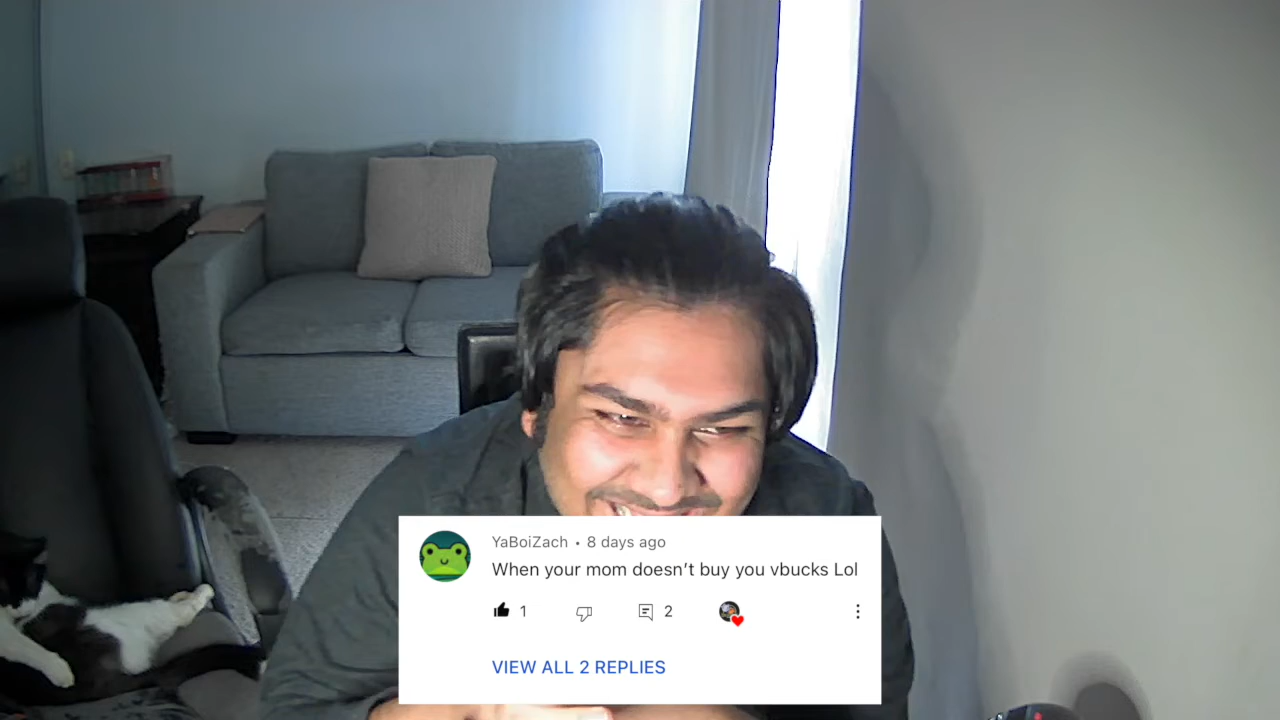 YaBoiZach • 8 days ago
When your mom doesn't buy you vbucks Lol
1 2
VIEW ALL 2 REPLIES